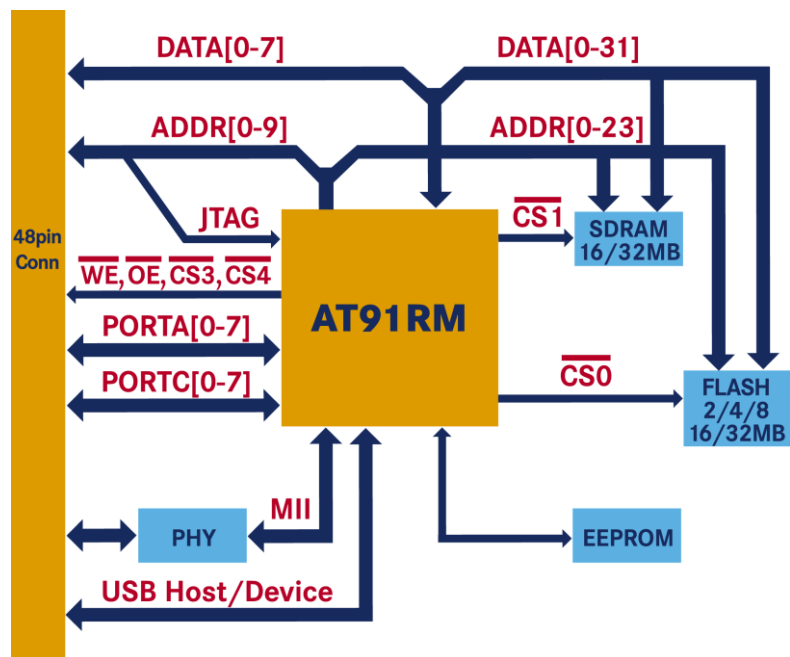 DATA[0-7]
DATA[0-31]
ADDR[0-9]
ADDR[0-23]
JTAG
CS1
48pin
Conn
SDRAM
16/32MB
WE, OE, CS3, CS4
AT91RM
PORTA[0-7]
CS0
PORTC[0-7]
FLASH
2/4/8
16/32MB
MII
PHY
EEPROM
USB Host/Device